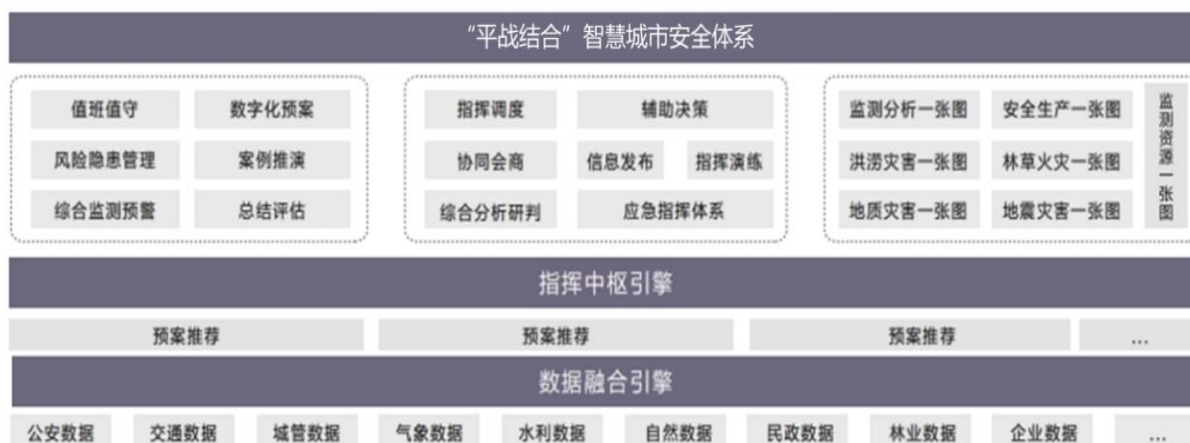 “平战结合”智慧城市安全体系
值班值守 数字化预案
风险隐患管理 案例推演
综合监测预警 总结评估
指挥调度 辅助决策
协同会商 信息发布 指挥演练
综合分析研判 应急指挥体系
监测分析一张图 安全生产一张图
洪涝灾害一张图 林草火灾一张图
地质灾害一张图 地震灾害一张图
监测资源一张图
指挥中枢引擎
预案推荐 预案推荐 预案推荐 ...
数据融合引擎
公安数据 交通数据 城管数据 气象数据 水利数据 自然数据 民政数据 林业数据 企业数据 ...